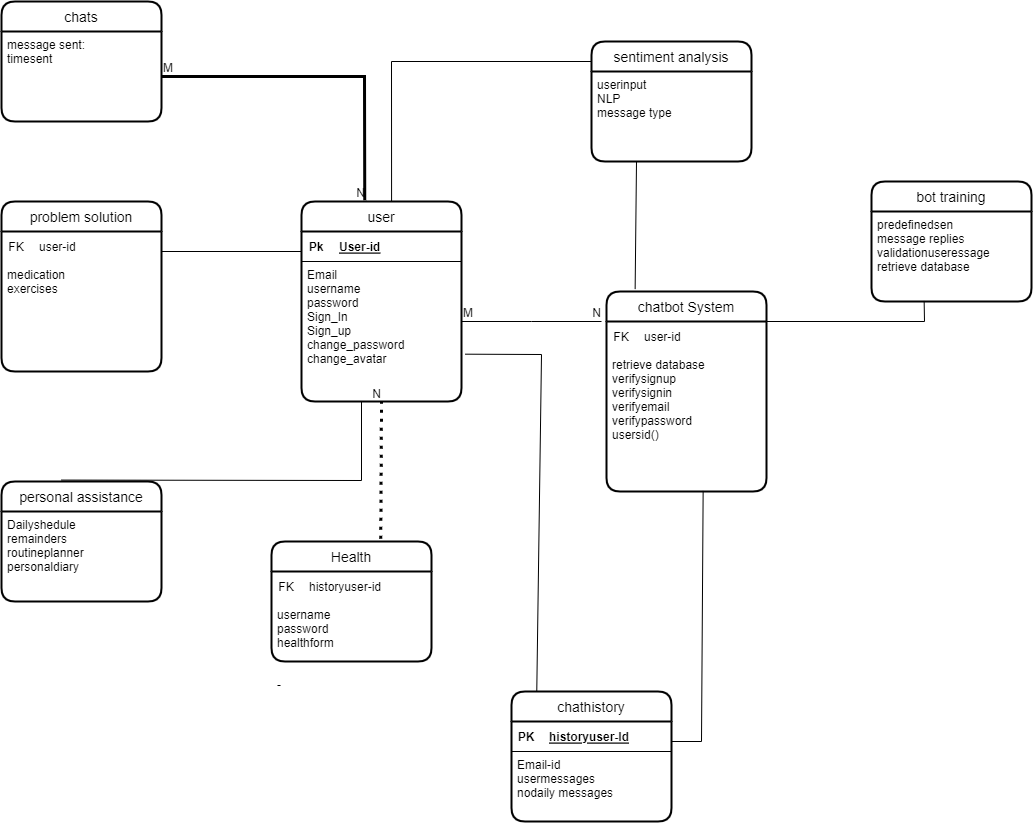 chats
message sent:
timesent
M
sentiment analysis
userinput
NLP
message type
N
problem solution
FK user-id
medication
exercises
user
Pk User-id
Email
username
password
Sign_In
Sign_up
change_password
change_avatar
N
M
N
bot training
predefinedsen
message replies
validationuseressage
retrieve database
chatbot System
FK user-id
retrieve database
verifysignup
verifysignin
verifyemail
verifypassword
usersid()
personal assistance
Dailyshedule
remainders
routineplanner
personaldiary
Health
FK historyuser-id
username
password
healthform
-
chathistory
PK historyuser-Id
Email-id
usermessages
nodaily messages